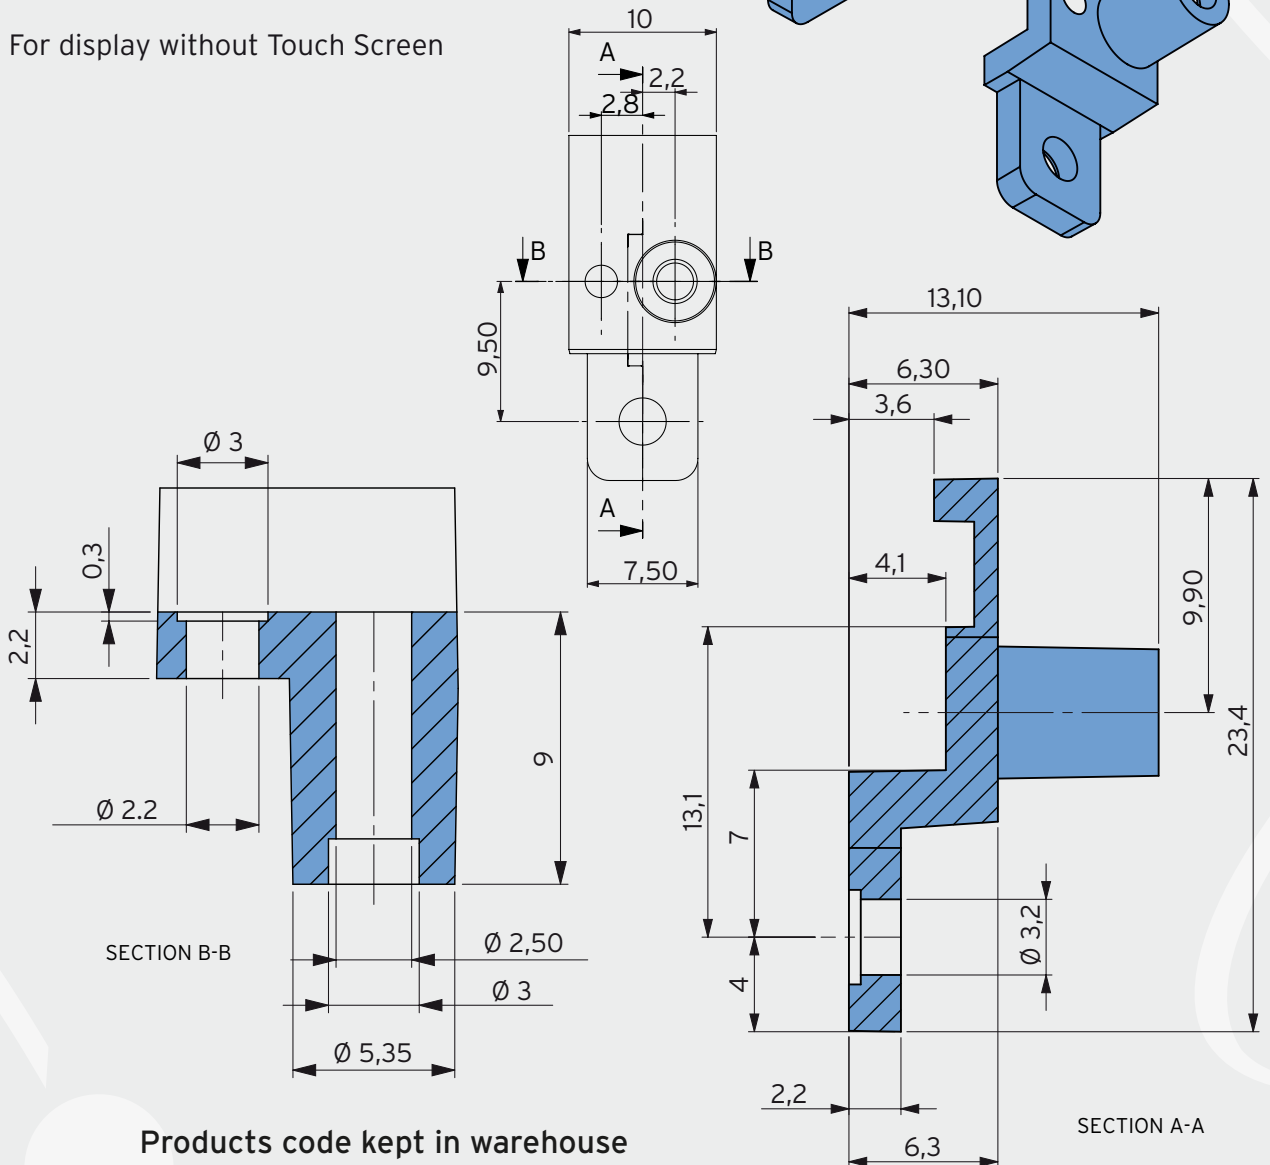 For display without Touch Screen
10
A
2,2
2,8
B
B
9,50
A
7,50
13,10
6,30
3,6
4,1
9,90
23,4
13,1
7
4
Ø 3,2
2,2
6,3
SECTION A-A
Ø 3
0,3
2,2
9
Ø 2.2
SECTION B-B
Ø 2,50
Ø 3
Ø 5,35
Products code kept in warehouse